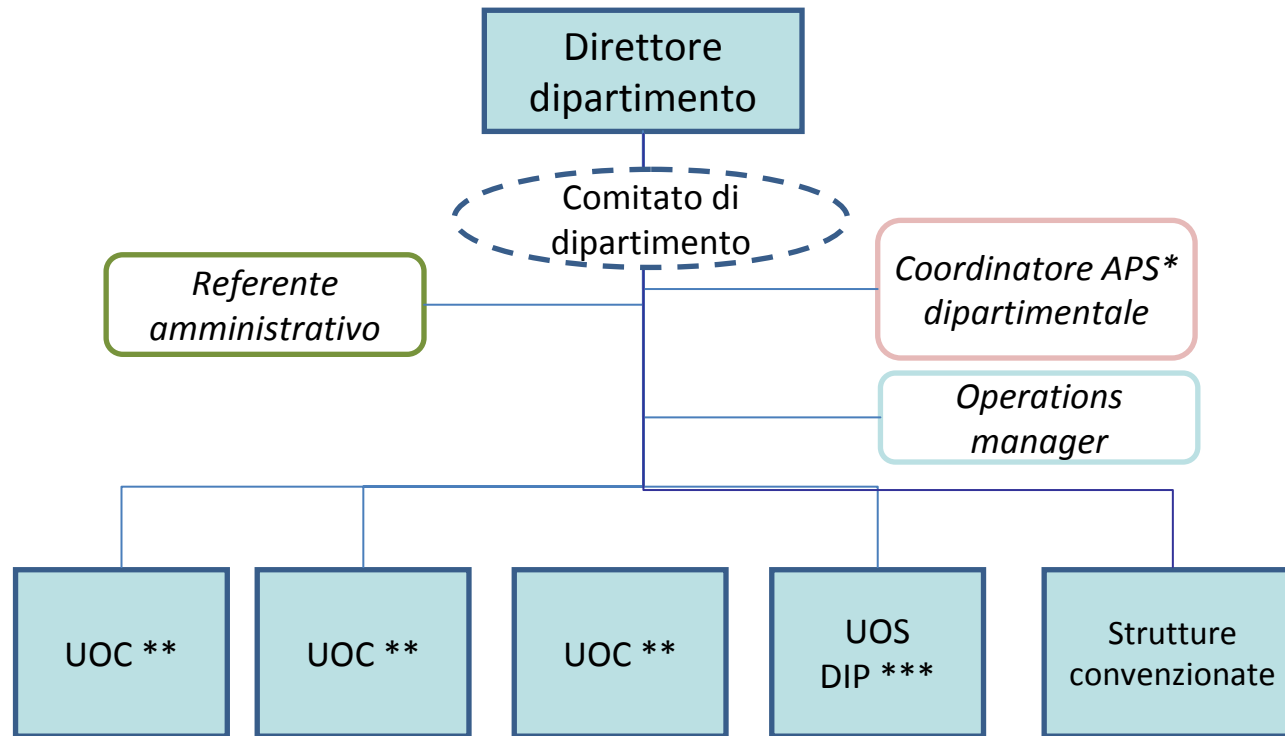 Direttore
dipartimento
Comitato di
dipartimento
Referente
amministrativo
Coordinatore APS*
dipartimentale
Operations
manager
UOC **
UOC **
UOC **
UOS
DIP ***
Strutture
convenzionate